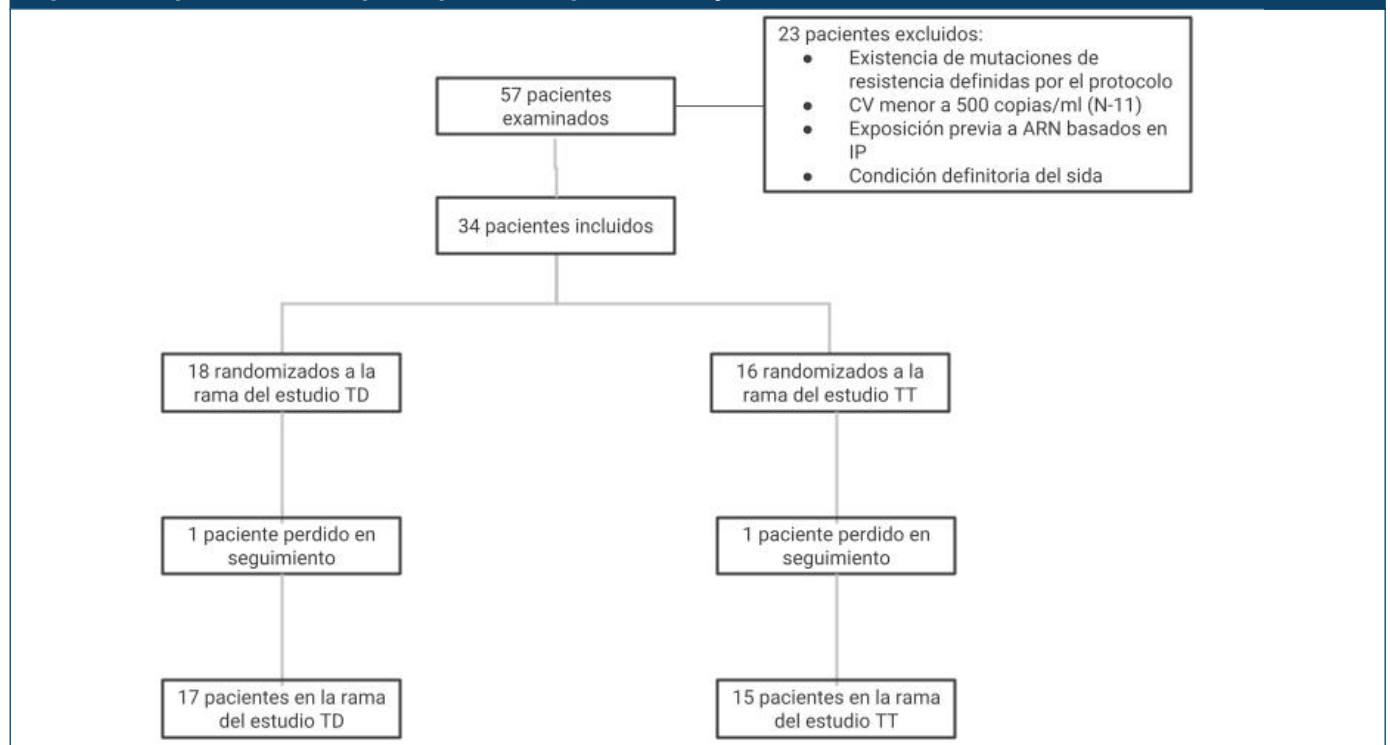 57 pacientes
examinados
23 pacientes excluidos:
● Existencia de mutaciones de
resistencia definidas por el protocolo
● CV menor a 500 copias/ml (N-11)
● Exposición previa a ARN basados en
IP
● Condición definitoria del sida
34 pacientes incluidos
18 randomizados a la
rama del estudio TD
16 randomizados a la
rama del estudio TT
1 paciente perdido en
seguimiento
1 paciente perdido en
seguimiento
17 pacientes en la rama
del estudio TD
15 pacientes en la rama
del estudio TT